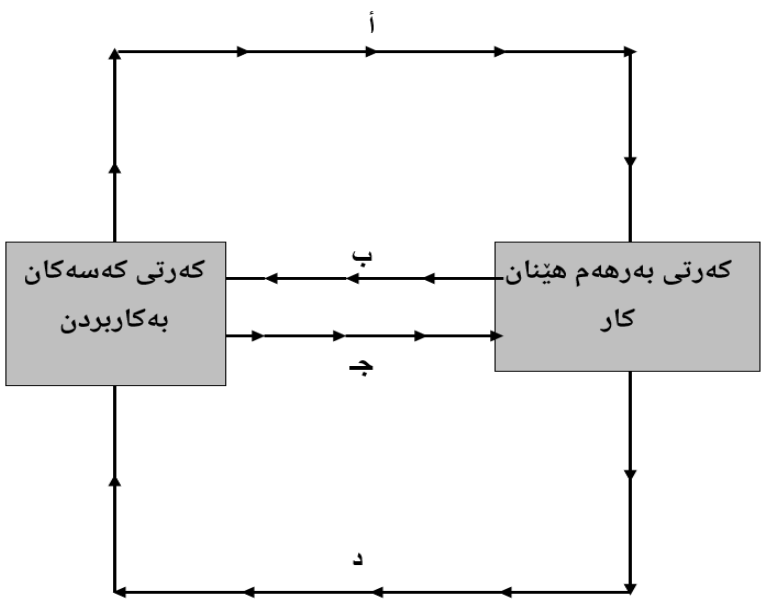 أ
کەرتی بەرهەم هێنان
کار
ب
کەرتی کەسەکان
بەکاربردن
جـ
د